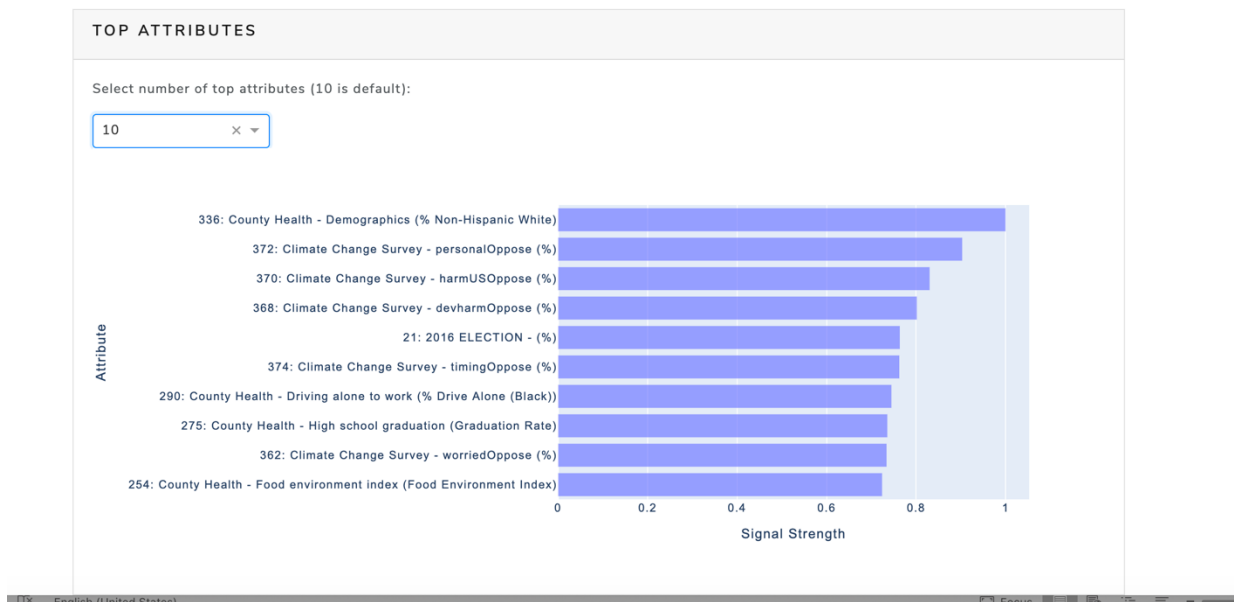 TOP ATTRIBUTES
Select number of top attributes (10 is default):
10
336: County Health - Demographics (% Non-Hispanic White)
372: Climate Change Survey - personalOppose (%)
370: Climate Change Survey - harmUSOppose (%)
368: Climate Change Survey - devharmOppose (%)
21: 2016 ELECTION - (%)
374: Climate Change Survey - timingOppose (%)
290: County Health - Driving alone to work (% Drive Alone (Black))
275: County Health - High school graduation (Graduation Rate)
362: Climate Change Survey - worriedOppose (%)
254: County Health - Food environment index (Food Environment Index)
Attribute
0 0.2 0.4 0.6 0.8 1
Signal Strength
English (United States) Focus